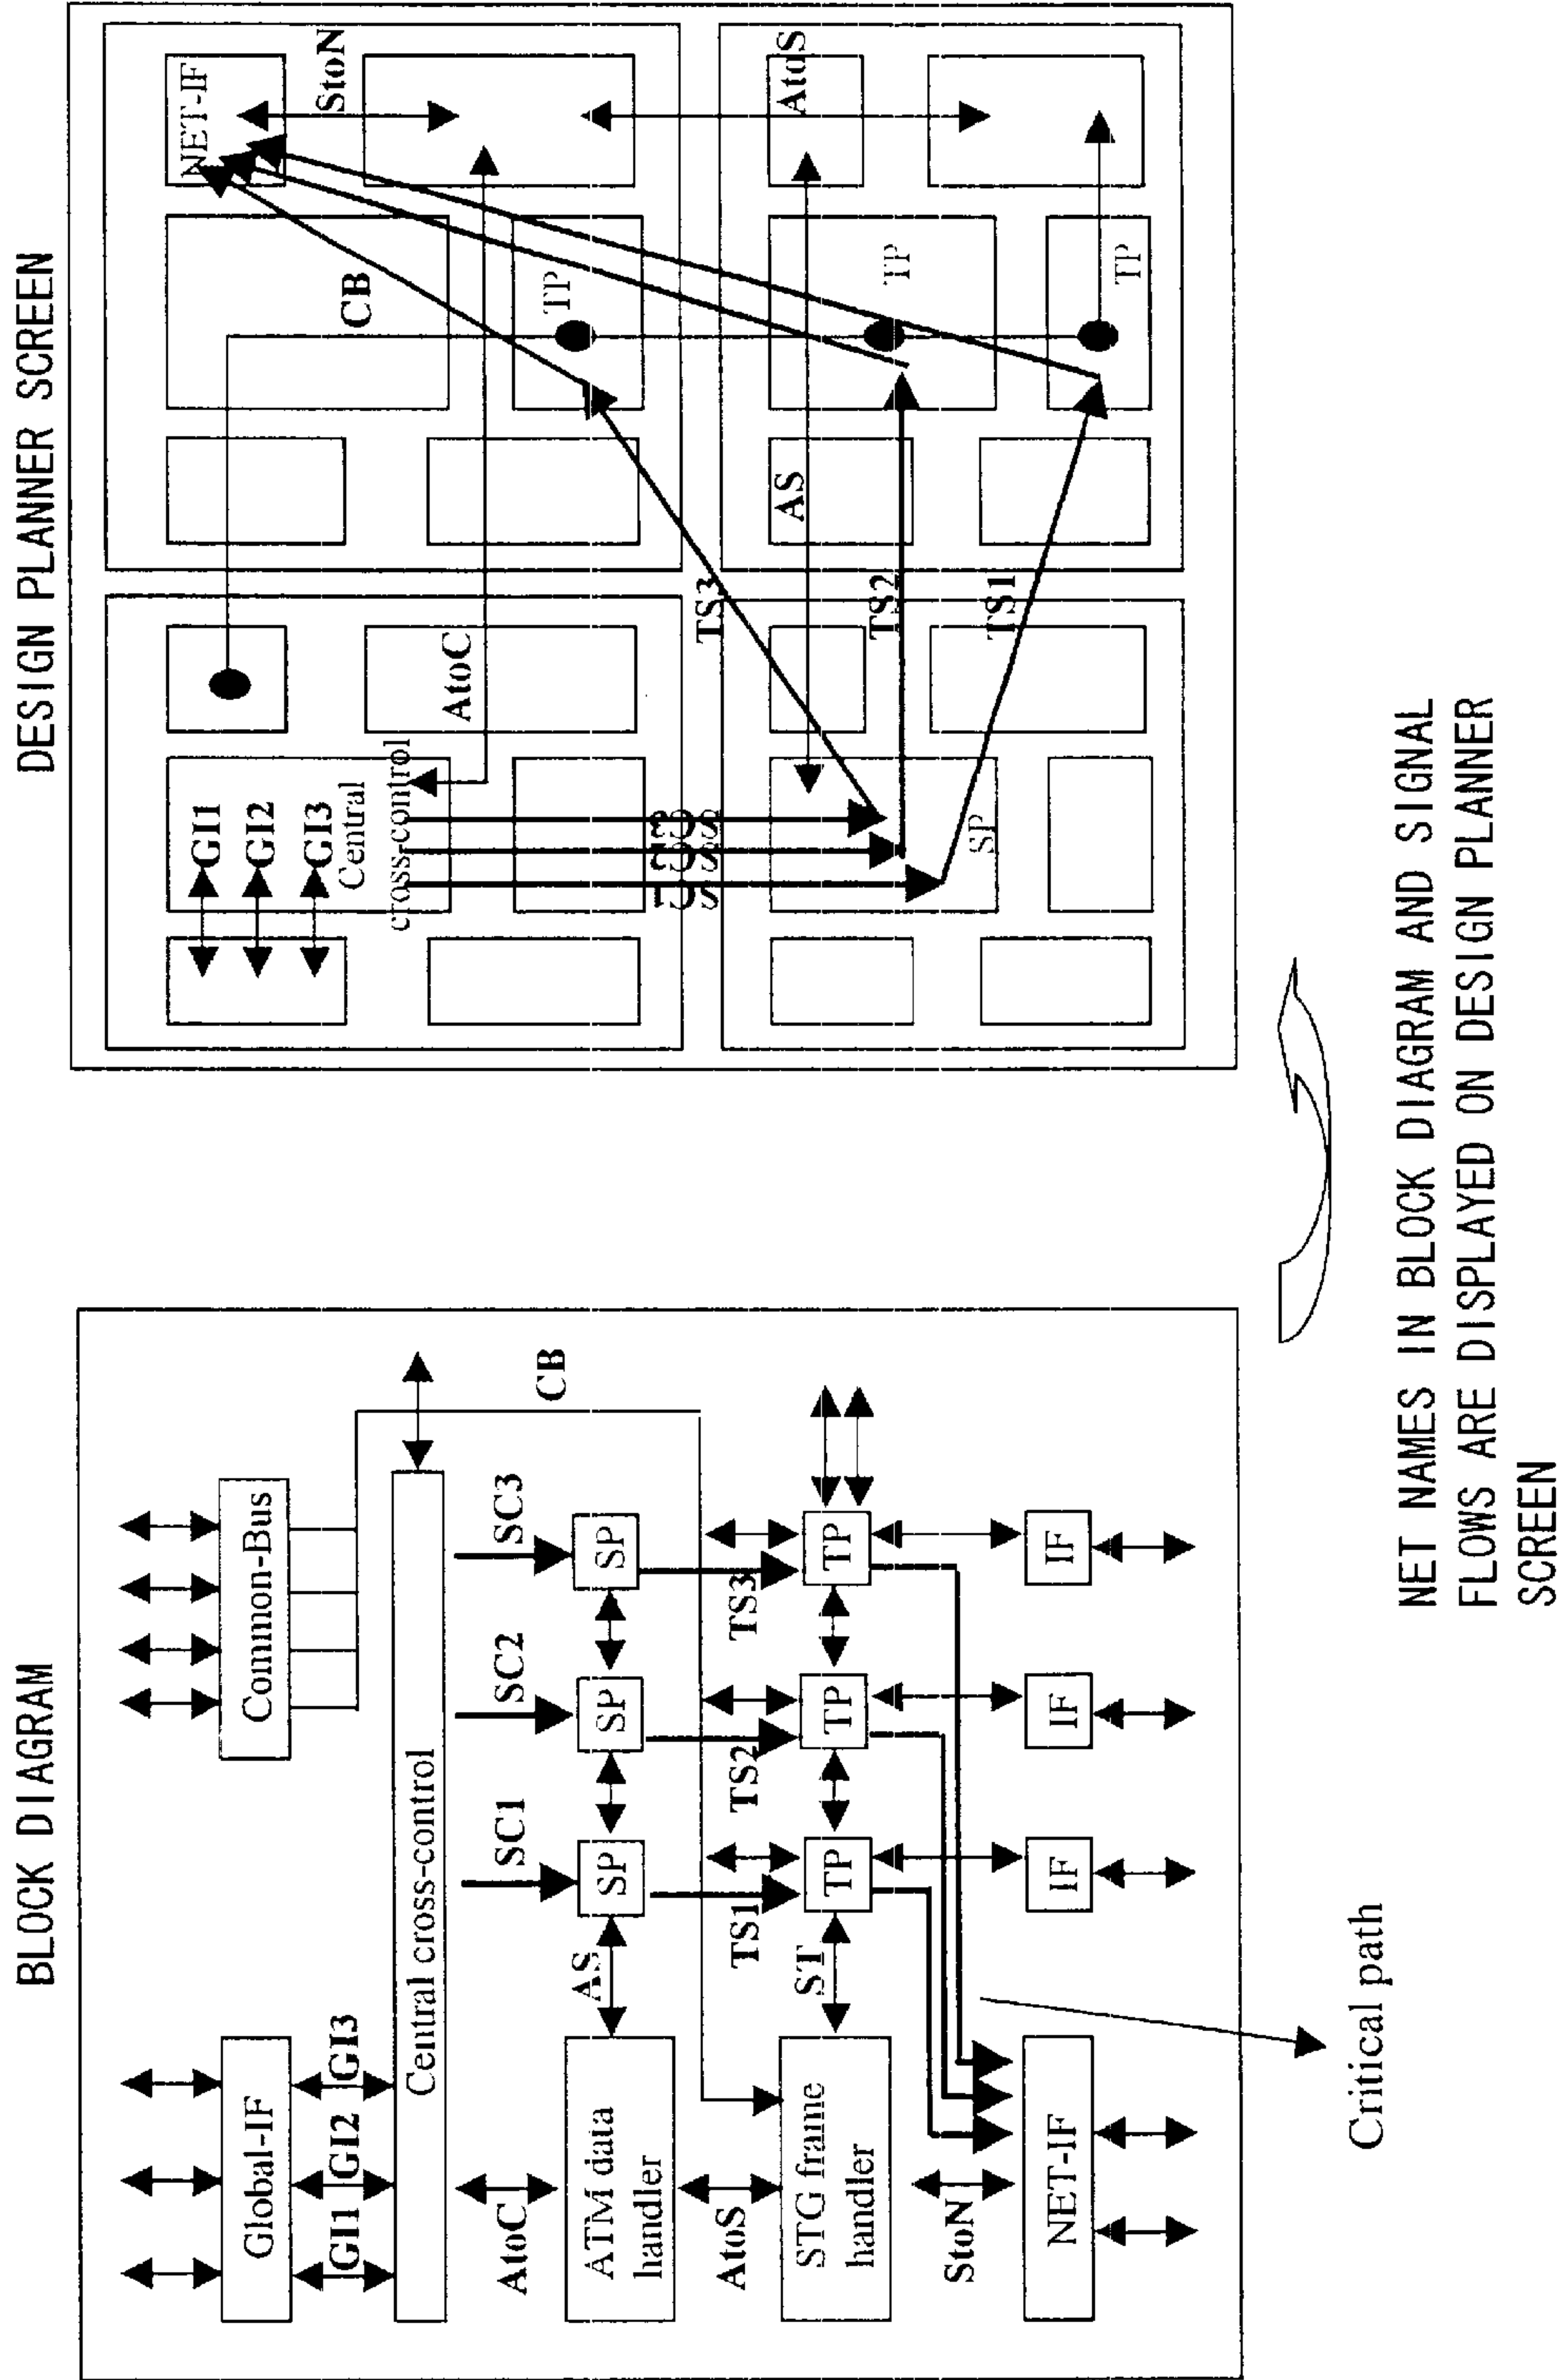 BLOCK DIAGRAM
Global-IF
Common-Bus
GI1
GI2
GI3
Central cross-control
CB
AtoC
SC1
SC2
SC3
ATM data
handler
AS
SP
SP
SP
AtoS
TS1
TS2
TS3
STG frame
handler
ST
TP
TP
TP
StoN
NET-IF
IF
IF
IF
Critical path
DESIGN PLANNER SCREEN
GI1
GI2
GI3
Central
cross-control
AtoC
CB
NET-IF
StoN
TP
SC1
SC2
SC3
TS3
AS
AtoS
TS2
TP
SP
TS1
TP
NET NAMES IN BLOCK DIAGRAM AND SIGNAL
FLOWS ARE DISPLAYED ON DESIGN PLANNER
SCREEN